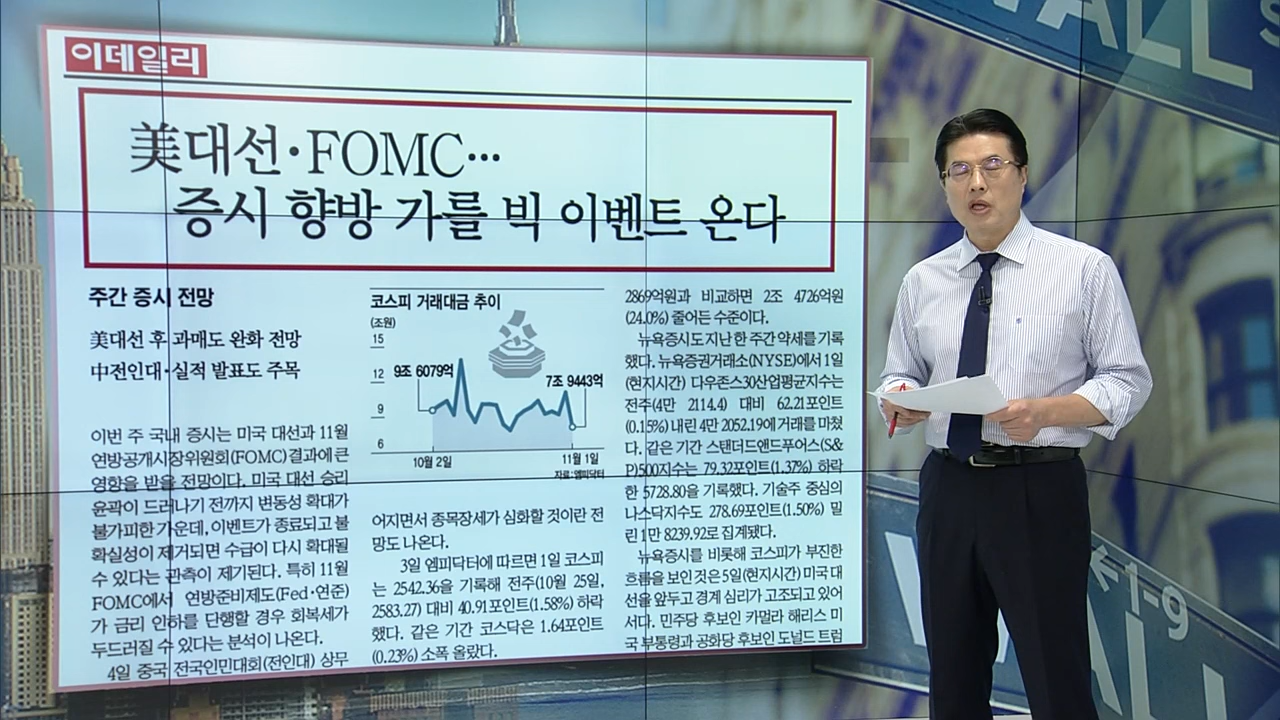 이데일리
美대선·FOMC…
증시 향방 가를 빅 이벤트 온다
주간 증시 전망
美대선 후 과매도 완화 전망
中전인대·실적 발표도 주목
이번 주 국내 증시는 미국 대선과 11월
연방공개시장위원회(FOMC) 결과에 큰
영향을 받을 전망이다. 미국 대선 승리
윤곽이 드러나기 전까지 변동성 확대가
불가피한 가운데, 이벤트가 종료되고 불
확실성이 제거되면 수급이 다시 확대될
수 있다는 관측이 제기된다. 특히 11월
FOMC에서 연방준비제도(Fed·연준)
가 금리 인하를 단행할 경우 회복세가
두드러질 수 있다는 분석이 나온다.
4일 중국 전국인민대회(전인대) 상무
코스피 거래대금 추이
(조원)
15
12
9
6
9조 6079억
7조 9443억
10월 2일
11월 1일
자료:엠피닥터
어지면서 종목장세가 심화할 것이란 전
망도 나온다.
3일 엠피닥터에 따르면 1일 코스피
는 2542.36을 기록해 전주(10월 25일,
2583.27) 대비 40.91포인트(1.58%) 하락
했다. 같은 기간 코스닥은 1.64포인트
(0.23%) 소폭 올랐다.
2869억원과 비교하면 2조 4726억원
(24.0%) 줄어든 수준이다.
뉴욕증시도 지난 한 주간 약세를 기록
했다. 뉴욕증권거래소(NYSE)에서 1일
(현지시간) 다우존스30산업평균지수는
전주(4만 2114.4) 대비 62.21포인트
(0.15%) 내린 4만 2052.19에 거래를 마쳤
다. 같은 기간 스탠더드앤드푸어스(S&
P)500지수는 79.32포인트(1.37%) 하락
한 5728.80을 기록했다. 기술주 중심의
나스닥지수도 278.69포인트(1.50%) 밀
린 1만 8239.92로 집계됐다.
뉴욕증시를 비롯해 코스피가 부진한
흐름을 보인 것은 5일(현지시간) 미국 대
선을 앞두고 경계 심리가 고조되고 있어
서다. 민주당 후보인 카멀라 해리스 미
국 부통령과 공화당 후보인 도널드 트럼
WALL S
←1-9
WALL